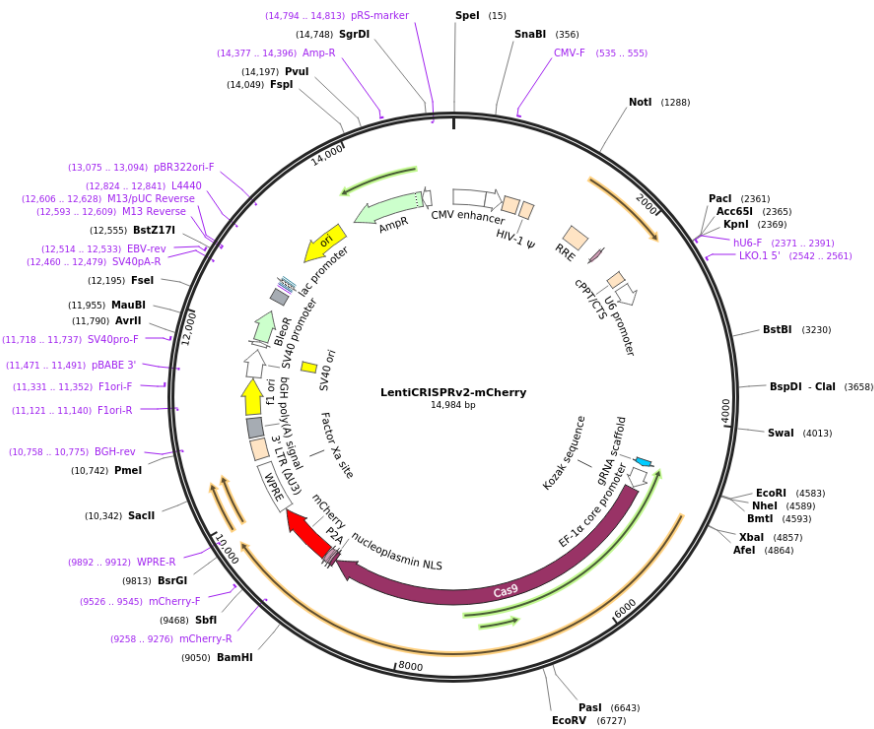 (14,794 .. 14,813) pRS-marker
SpeI (15)
(14,748) SgrDI
SnaBI (356)
(14,377 .. 14,396) Amp-R
CMV-F (535 .. 555)
(14,197) PvuI
(14,049) FspI
NotI (1288)
14,000
(13,075 .. 13,094) pBR322ori-F
(12,824 .. 12,841) L4440
(12,606 .. 12,628) M13/pUC Reverse
(12,593 .. 12,609) M13 Reverse
(12,555) BstZ17I
(12,514 .. 12,533) EBV-rev
(12,460 .. 12,479) SV40pA-R
(12,195) FseI
(11,955) MauBI
(11,790) AvrII
(11,718 .. 11,737) SV40pro-F
(11,471 .. 11,491) pBABE 3'
(11,331 .. 11,352) F1ori-F
(11,121 .. 11,140) F1ori-R
(10,758 .. 10,775) BGH-rev
(10,742) PmeI
(10,342) SacII
(9892 .. 9912) WPRE-R
(9813) BsrGI
(9526 .. 9545) mCherry-F
(9468) SbfI
(9258 .. 9276) mCherry-R
(9050) BamHI
2000
PacI (2361)
Acc65I (2365)
KpnI (2369)
hU6-F (2371 .. 2391)
LKO.1 5' (2542 .. 2561)
BstBI (3230)
BspDI - ClaI (3658)
4000
SwaI (4013)
EcoRI (4583)
NheI (4589)
BmtI (4593)
XbaI (4857)
AfeI (4864)
6000
PasI (6643)
EcoRV (6727)
8000
10,000
12,000
CMV enhancer
HIV-1 Ψ
RRE
cPPT/CTS
U6 promoter
AmpR
ori
lac promoter
BleoR
SV40 promoter
SV40 ori
f1 ori
bGH poly(A) signal
3' LTR (ΔU3)
WPRE
Factor Xa site
mCherry
P2A
nucleoplasmin NLS
Cas9
EF-1α core promoter
gRNA scaffold
Kozak sequence
LentiCRISPRv2-mCherry
14,984 bp